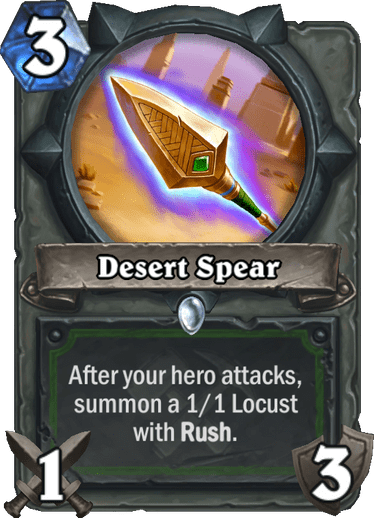 3
Desert Spear
After your hero attacks,
summon a 1/1 Locust
with Rush.
1
3